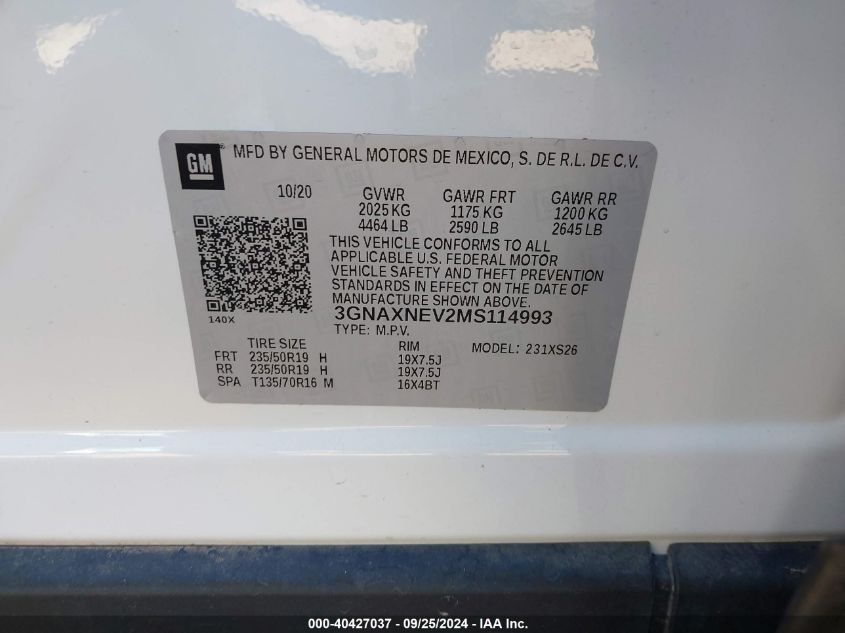 GM ® MFD BY GENERAL MOTORS DE MEXICO, S. DE R.L. DE C.V.
10/20 GVWR GAWR FRT GAWR RR
2025 KG 1175 KG 1200 KG
4464 LB 2590 LB 2645 LB
THIS VEHICLE CONFORMS TO ALL
APPLICABLE U.S. FEDERAL MOTOR
VEHICLE SAFETY AND THEFT PREVENTION
STANDARDS IN EFFECT ON THE DATE OF
MANUFACTURE SHOWN ABOVE.
140X
3GNAXNEV2MS114993
TYPE: M.P.V.
TIRE SIZE RIM MODEL: 231XS26
FRT 235/50R19 H 19X7.5J
RR 235/50R19 H 19X7.5J
SPA T135/70R16 M 16X4BT
000-40427037 - 09/25/2024 - IAA Inc.